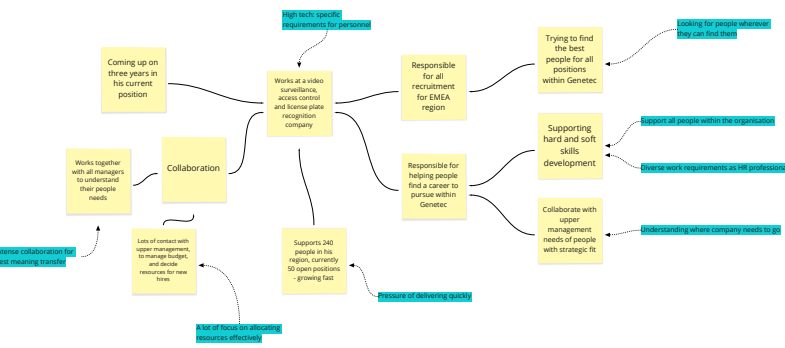 High tech: specific
requirements for personnel
Looking for people wherever
they can find them
Coming up on
three years in
his current
position
Works at a video
surveillance,
access control
and license plate
recognition
company
Responsible
for all
recruitment
for EMEA
region
Trying to find
the best
people for all
positions
within Genetec
Support all people within the organisation
Supporting
hard and soft
skills
development
Diverse work requirements as HR profession
Works together
with all managers
to understand
their people
needs
Collaboration
Responsible for
helping people
find a career to
pursue within
Genetec
Collaborate with
upper
management
needs of people
with strategic fit
Understanding where company needs to go
ntense collaboration for
est meaning transfer
Lots of contact with
upper management,
to manage budget,
and decide
resources for new
hires
Supports 240
people in his
region, currently
50 open positions
- growing fast
Pressure of delivering quickly
A lot of focus on allocating
resources effectively